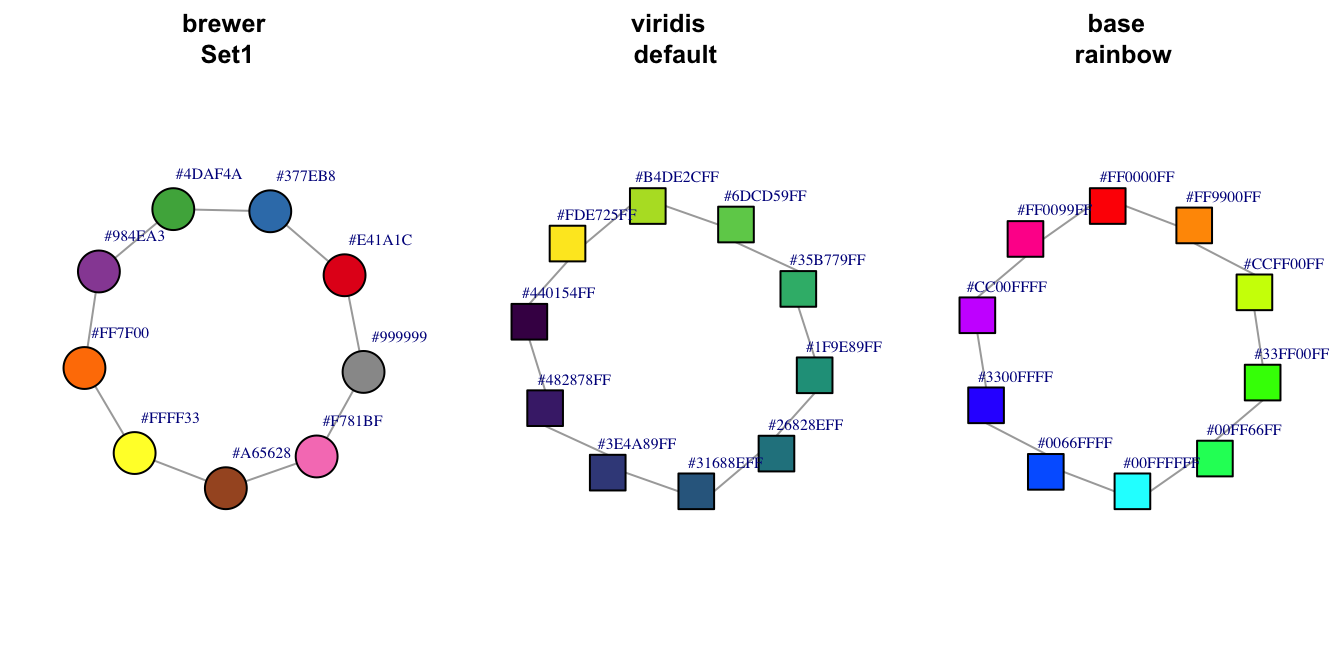 brewer
Set1
#4DAF4A
#377EB8
#984EA3
#E41A1C
#FF7F00
#999999
#FFFF33
#F781BF
#A65628
viridis
default
#B4DE2CFF
#6DCD59FF
#FDE725FF
#35B779FF
#440154FF
#1F9E89FF
#482878FF
#26828EFF
#3E4A89FF
#31688EFF
base
rainbow
#FF0000FF
#FF9900FF
#FF0099FF
#CCFF00FF
#CC00FFFF
#33FF00FF
#3300FFFF
#00FF66FF
#0066FFFF
#00FFFFFF